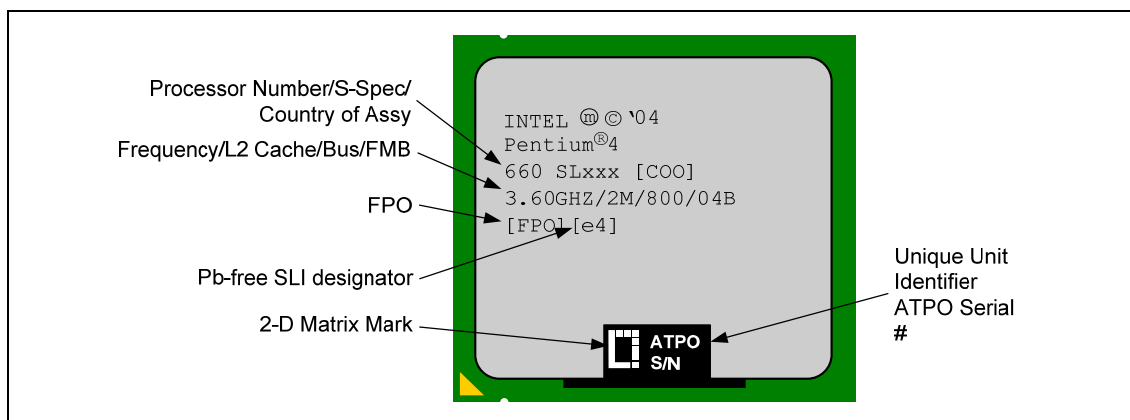 Processor Number/S-Spec/
Country of Assy
Frequency/L2 Cache/Bus/FMB
FPO
Pb-free SLI designator
2-D Matrix Mark
INTEL ⓜ © `04
Pentium®4
660 SLxxx [COO]
3.60GHZ/2M/800/04B
[FPO][e4]
ATPO
S/N
Unique Unit
Identifier
ATPO Serial
#